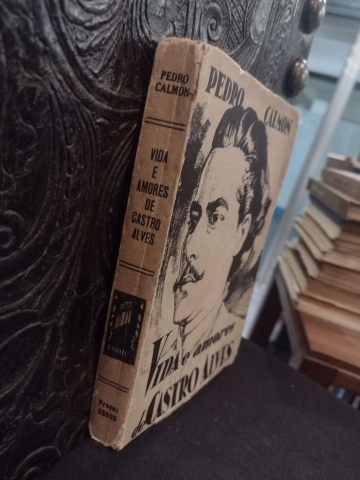 PEDRO
CALMON
VIDA
E
AMORES
DE
CASTRO
ALVES
PEDRO CALMON
VIDA e amores
de CASTRO ALVES